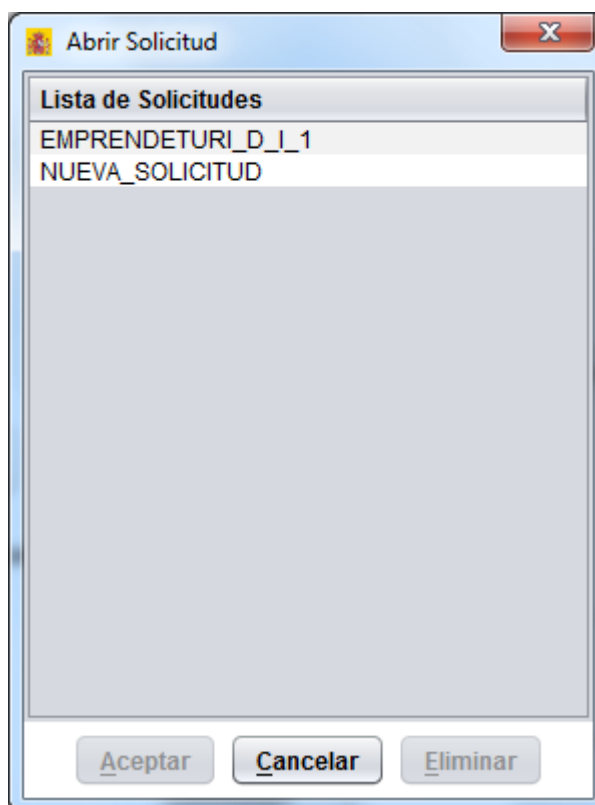 Abrir Solicitud
Lista de Solicitudes
EMPRENDETURI_D_I_1
NUEVA_SOLICITUD
Aceptar Cancelar Eliminar